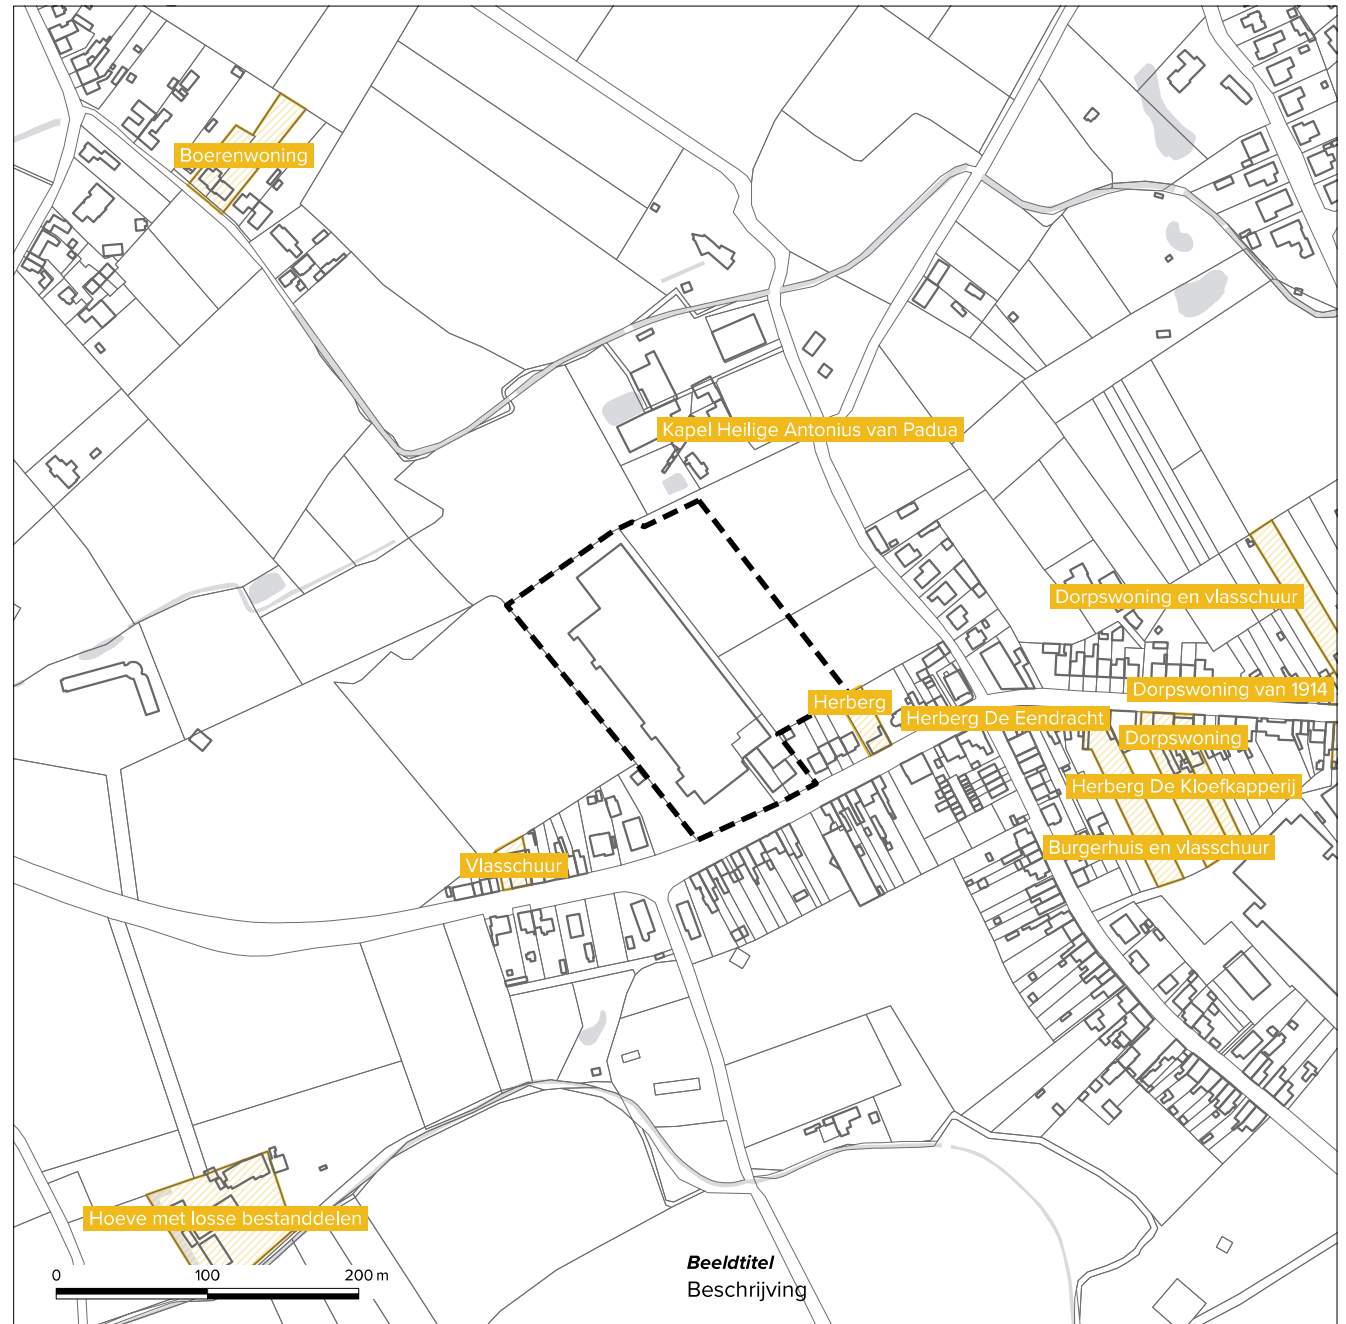 Boerenwoning
Kapel Heilige Antonius van Padua
Dorpswoning en vlasschuur
Dorpswoning van 1914
Herberg
Herberg De Eendracht
Dorpswoning
Herberg De Kloefkapperij
Burgerhuis en vlasschuur
Vlasschuur
Hoeve met losse bestanddelen
0 100 200 m
Beeldtitel
Beschrijving